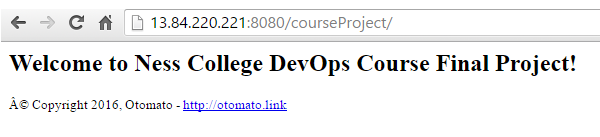 13.84.220.221:8080/courseProject/
Welcome to Ness College DevOps Course Final Project!
Â© Copyright 2016, Otomato - http://otomato.link